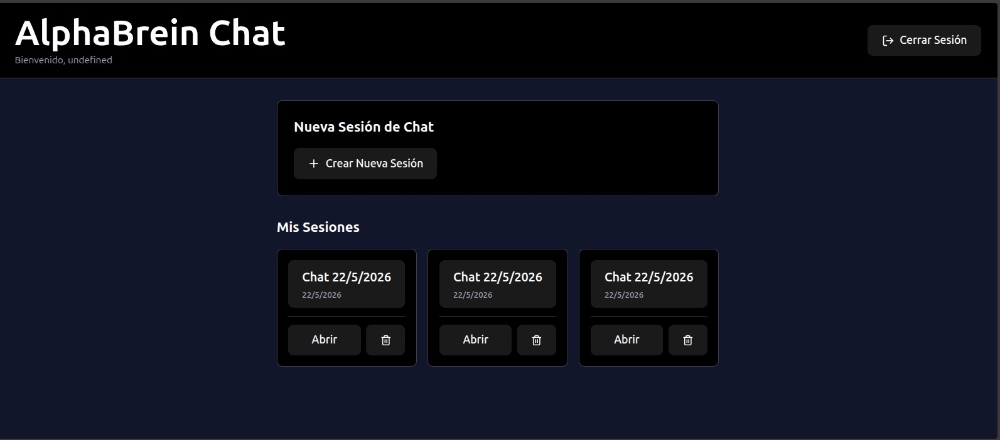 AlphaBrein Chat
Bienvenido, undefined
Cerrar Sesión
Nueva Sesión de Chat
Crear Nueva Sesión
Mis Sesiones
Chat 22/5/2026
22/5/2026
Abrir
Chat 22/5/2026
22/5/2026
Abrir
Chat 22/5/2026
22/5/2026
Abrir